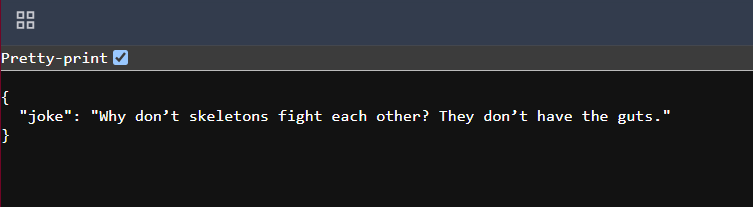 Pretty-print
{
"joke": "Why don’t skeletons fight each other? They don’t have the guts."
}